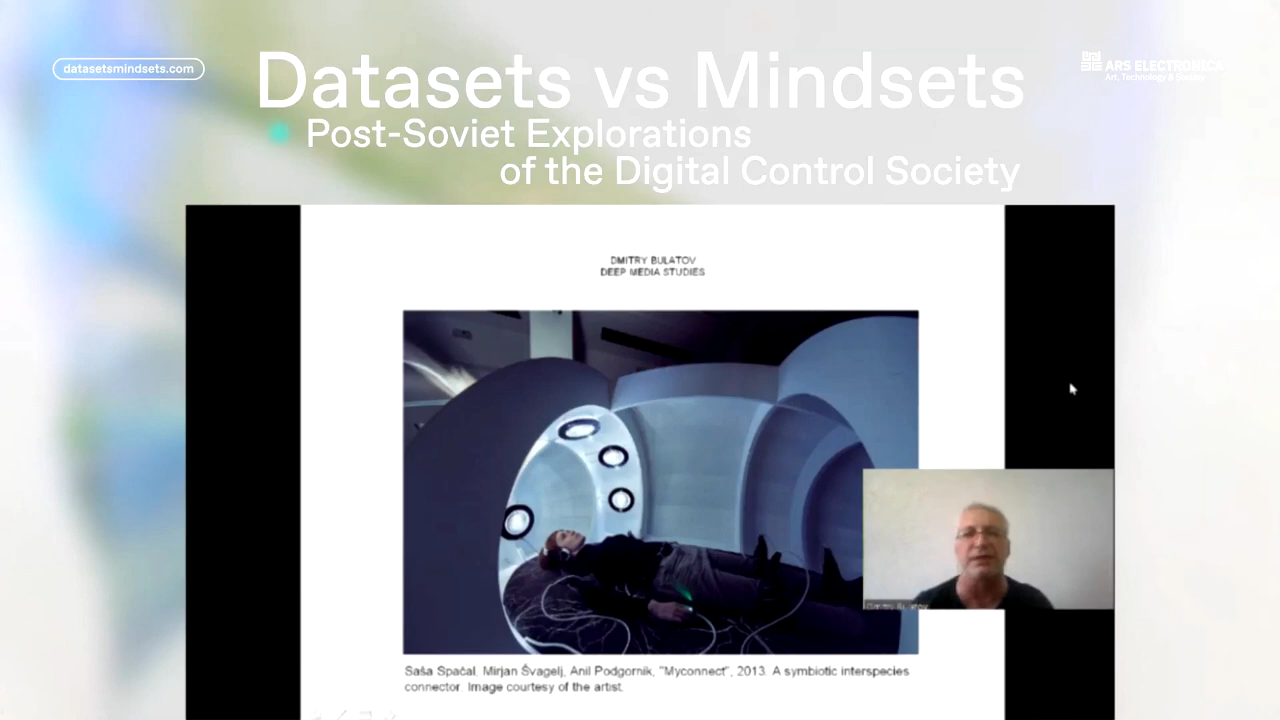 datasetsmindsets.com
Datasets vs Mindsets
ARS ELECTRONICA
Art, Technology & Society
Post-Soviet Explorations
of the Digital Control Society
DMITRY BULATOV
DEEP MEDIA STUDIES
Saša Spačal, Mirjan Švagelj, Anil Podgornik, "Myconnect", 2013. A symbiotic interspecies
connector. Image courtesy of the artist.